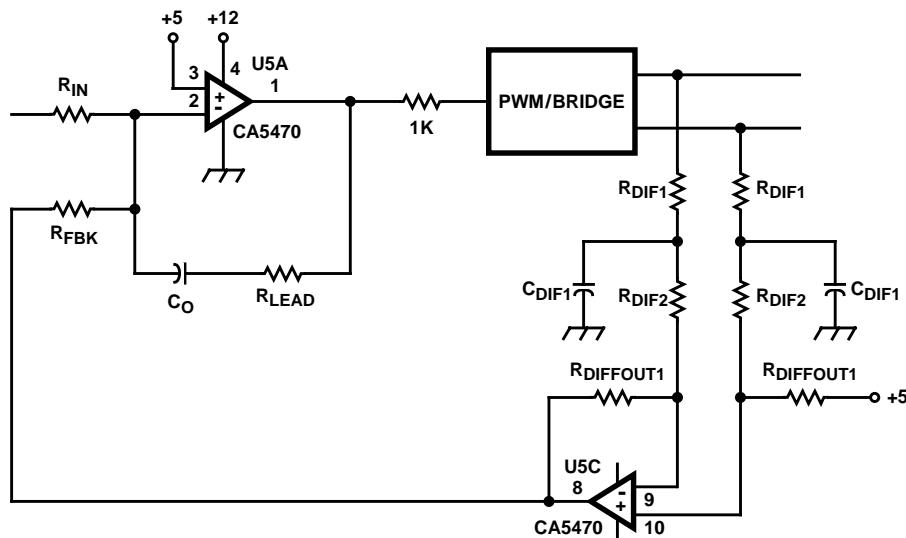 +5
+12
U5A
4
3
1
2
+
-
CA5470
R_IN
1K
PWM/BRIDGE
R_FBK
R_DIF1
R_DIF1
C_O
R_LEAD
C_DIF1
R_DIF2
R_DIF2
C_DIF1
R_DIFFOUT1
R_DIFFOUT1
+5
U5C
8
-
9
+
10
CA5470